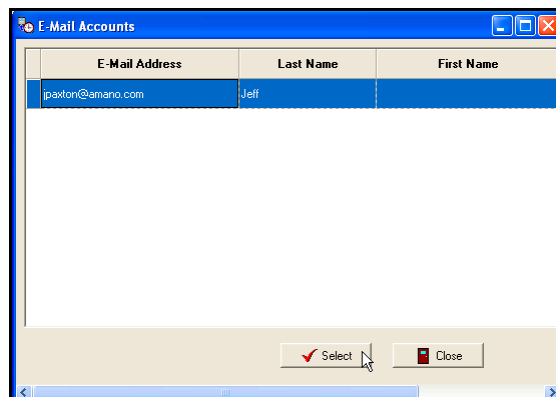 E-Mail Accounts
E-Mail Address Last Name First Name
jpaxton@amano.com Jeff
Select Close